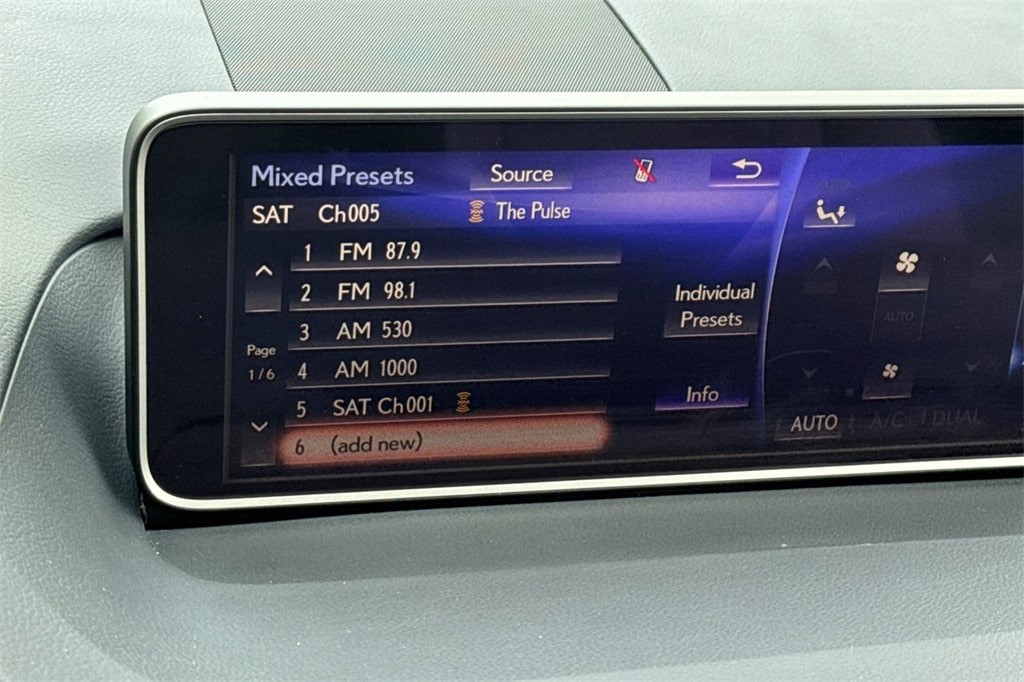 Mixed Presets Source
SAT Ch005 The Pulse
1 FM 87.9
2 FM 98.1
3 AM 530
4 AM 1000
5 SAT Ch001
6 (add new)
Page
1/6
Individual
Presets
Info
AUTO
AUTO A/C DUAL